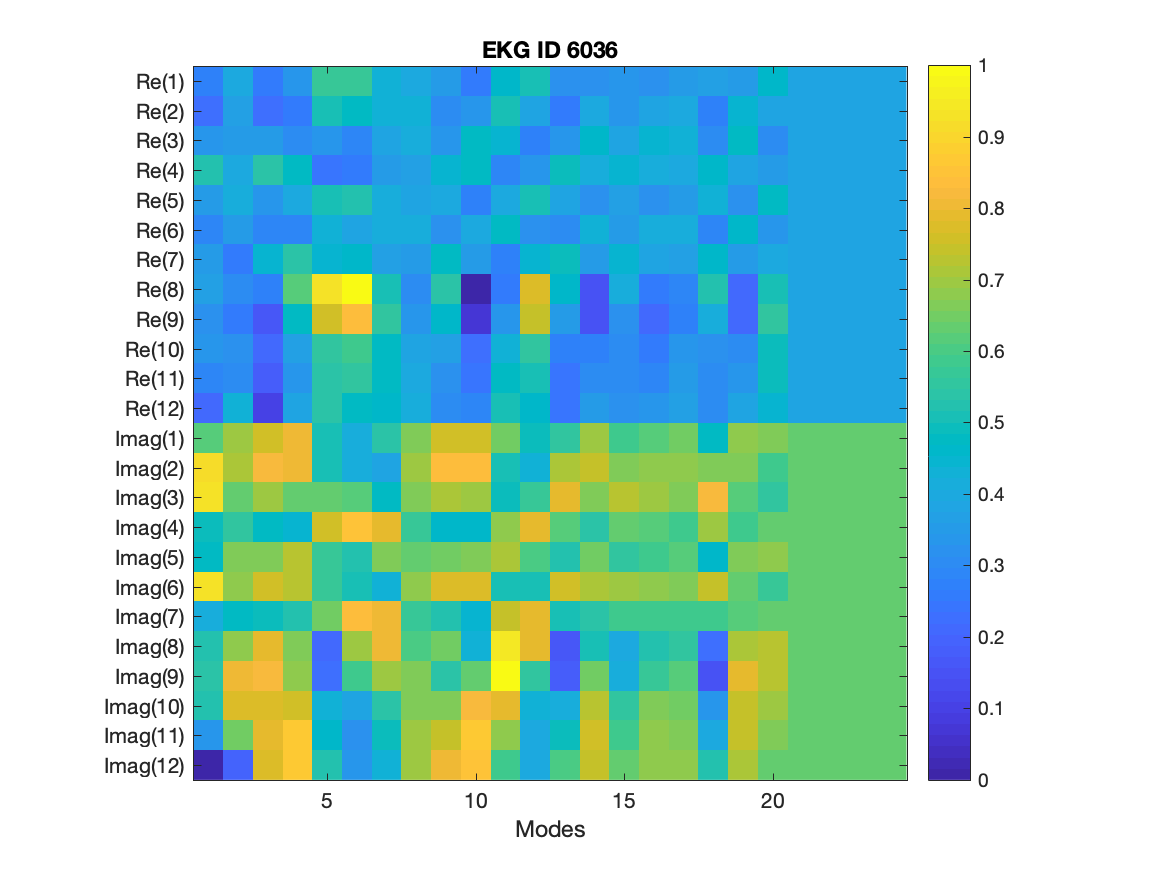 EKG ID 6036
Re(1)
Re(2)
Re(3)
Re(4)
Re(5)
Re(6)
Re(7)
Re(8)
Re(9)
Re(10)
Re(11)
Re(12)
Imag(1)
Imag(2)
Imag(3)
Imag(4)
Imag(5)
Imag(6)
Imag(7)
Imag(8)
Imag(9)
Imag(10)
Imag(11)
Imag(12)
5 10 15 20
Modes
1
0.9
0.8
0.7
0.6
0.5
0.4
0.3
0.2
0.1
0